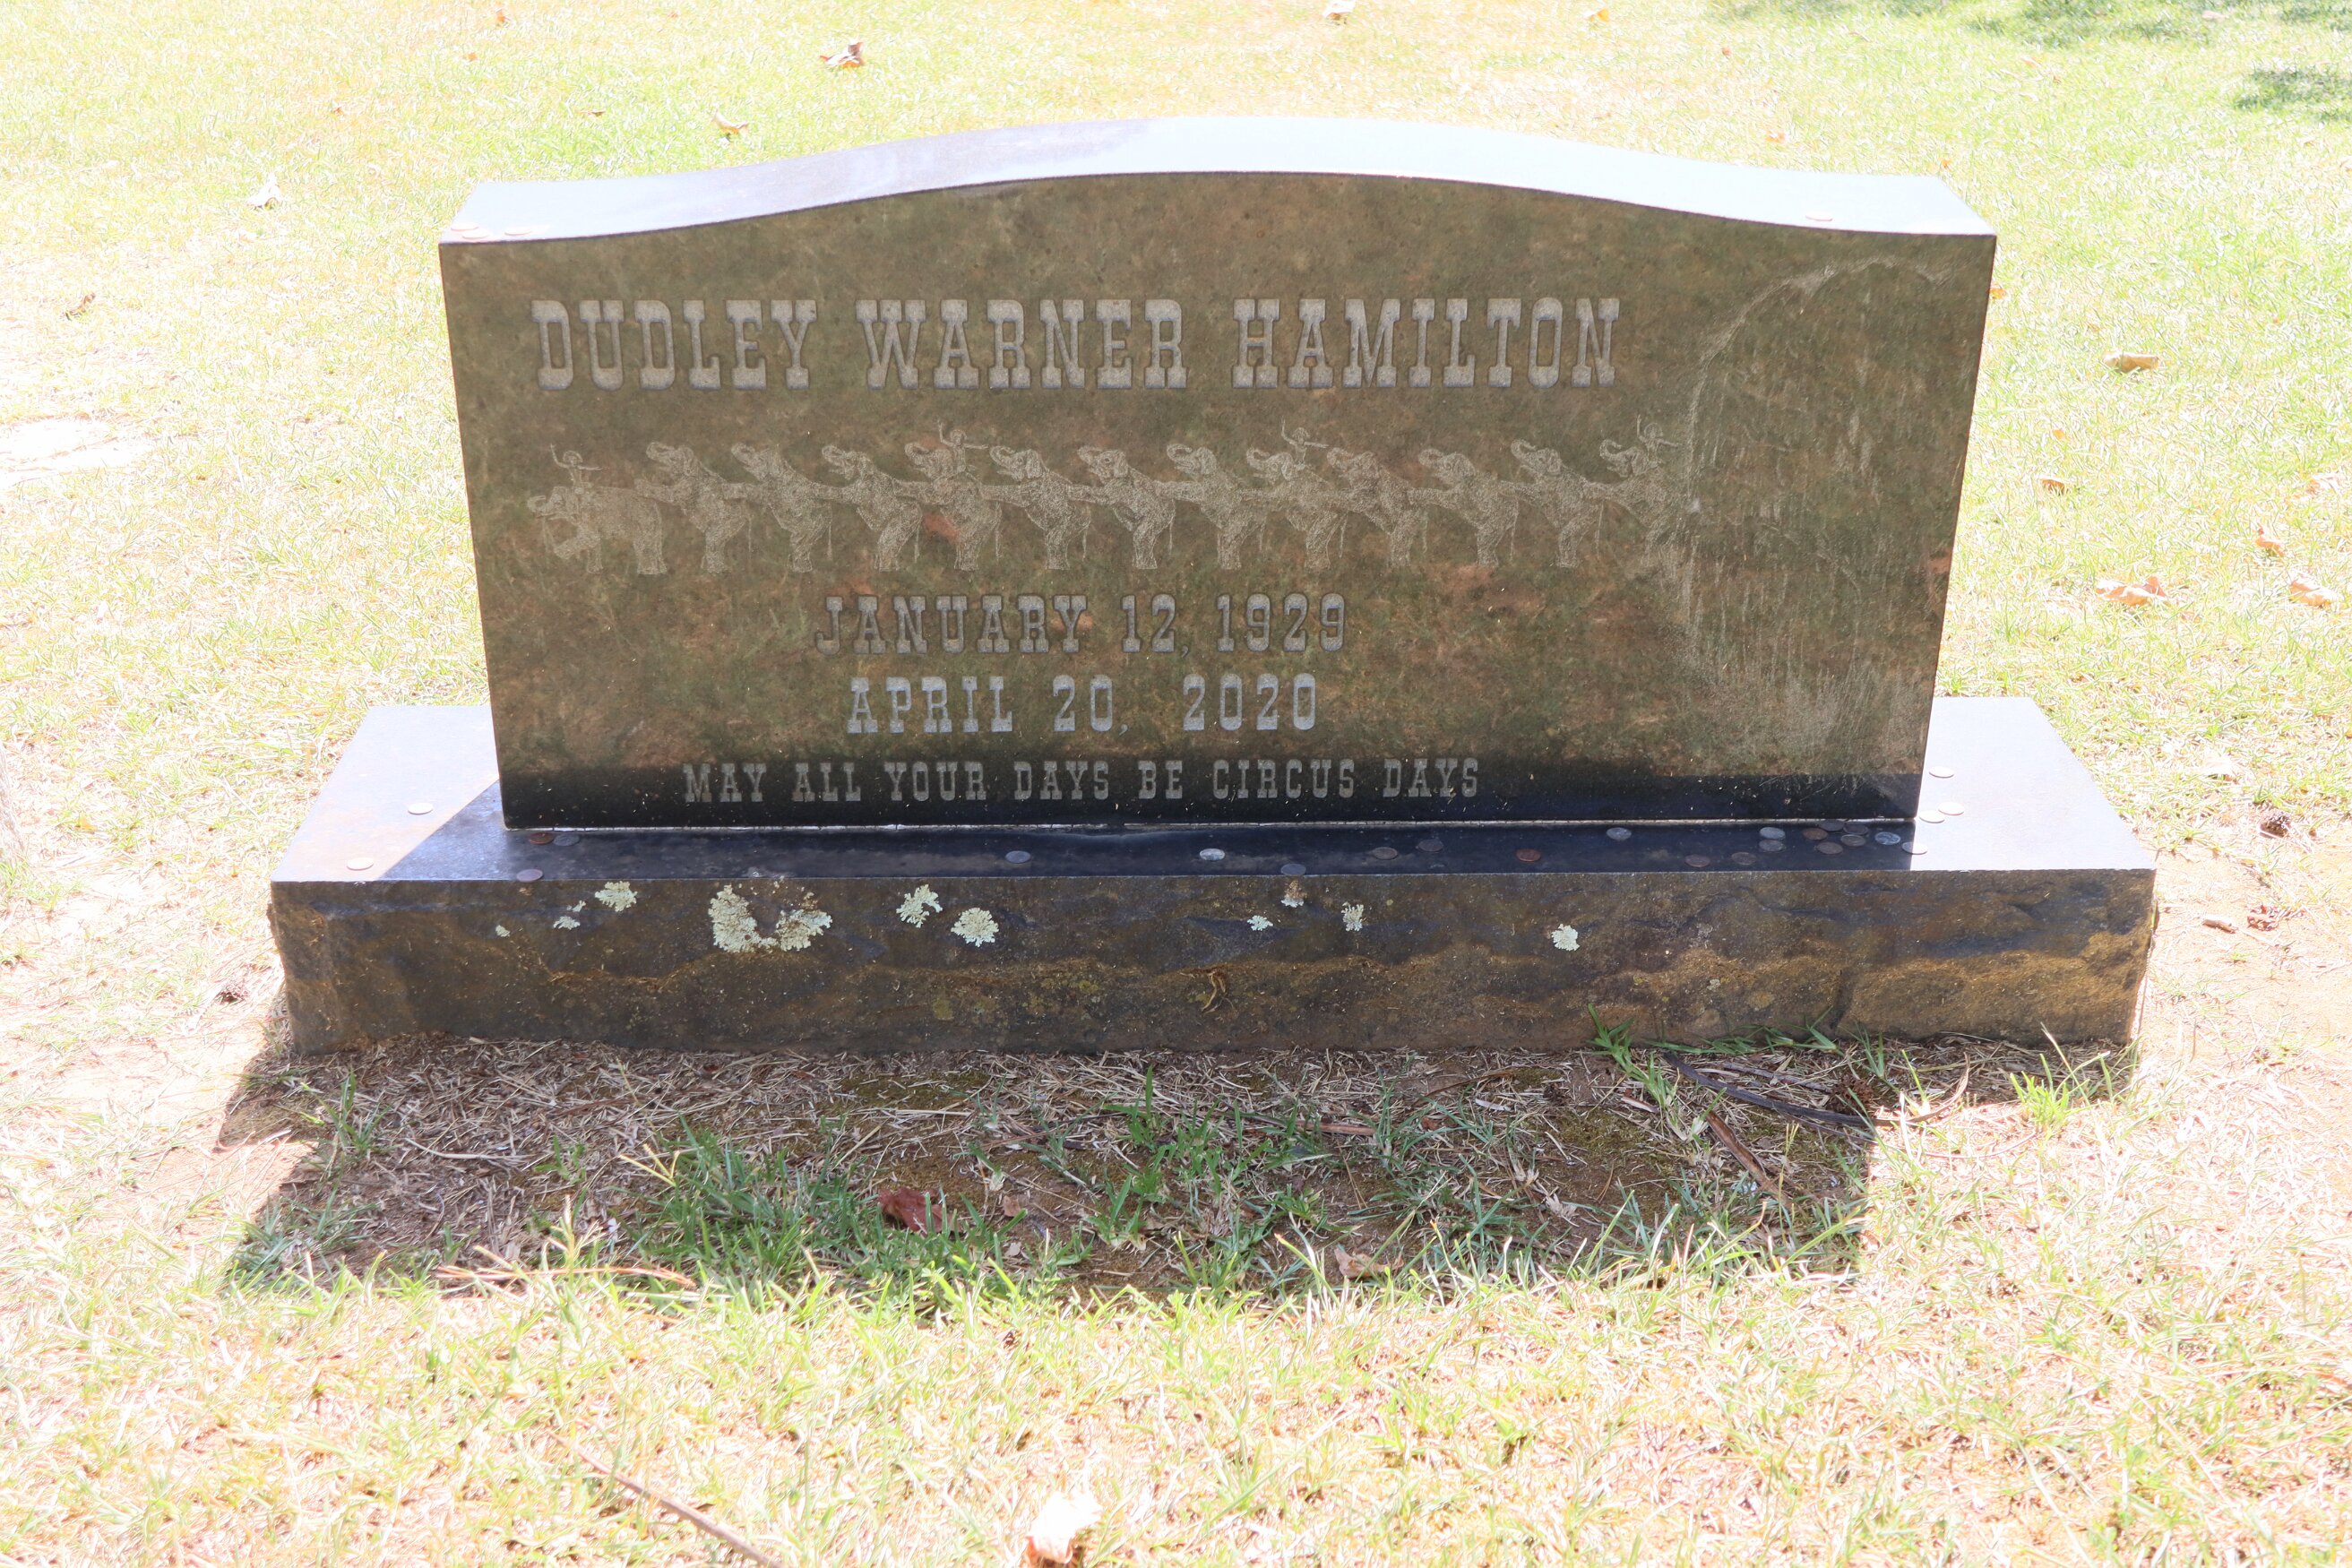 DUDLEY WARNER HAMILTON
JANUARY 12, 1929
APRIL 20, 2020
MAY ALL YOUR DAYS BE CIRCUS DAYS